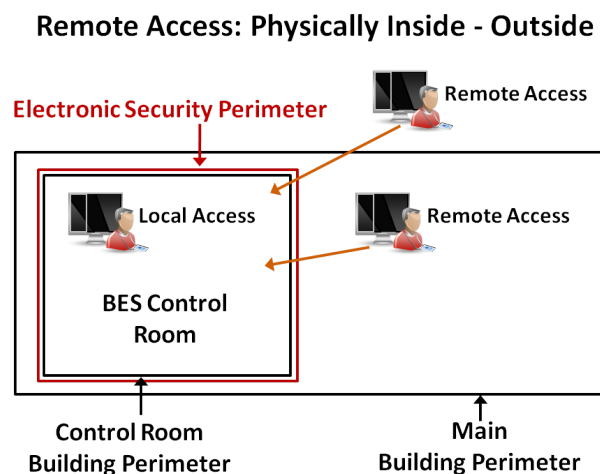 Remote Access: Physically Inside - Outside
Remote Access
Electronic Security Perimeter
Local Access
Remote Access
BES Control
Room
Control Room
Building Perimeter
Main
Building Perimeter